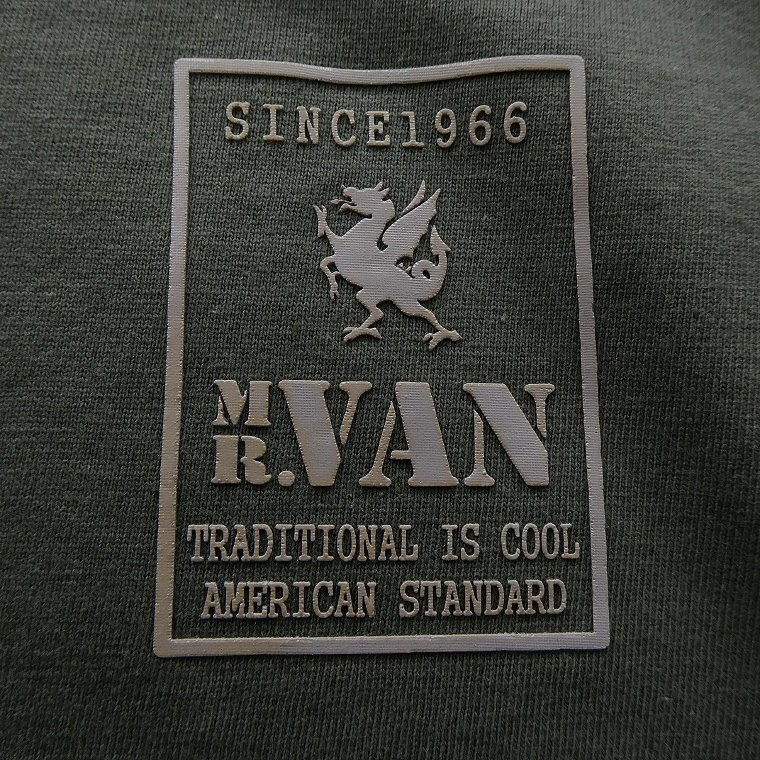 SINCE1966
MR.VAN
TRADITIONAL IS COOL
AMERICAN STANDARD